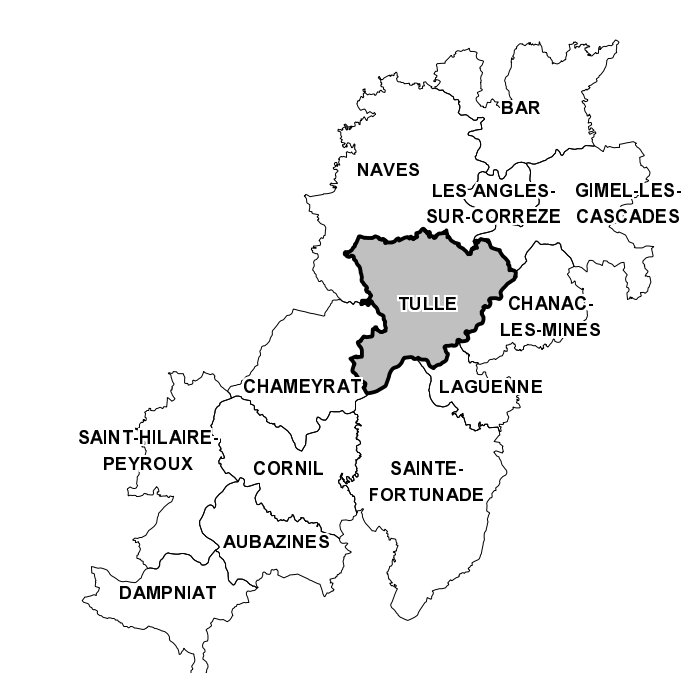 BAR
NAVES
LES ANGLES-
SUR-CORREZE
GIMEL-LES-
CASCADES
TULLE
CHANAC-
LES-MINES
CHAMEYRAT
LAGUENNE
SAINT-HILAIRE-
PEYROUX
CORNIL
SAINTE-
FORTUNADE
AUBAZINES
DAMPNIAT